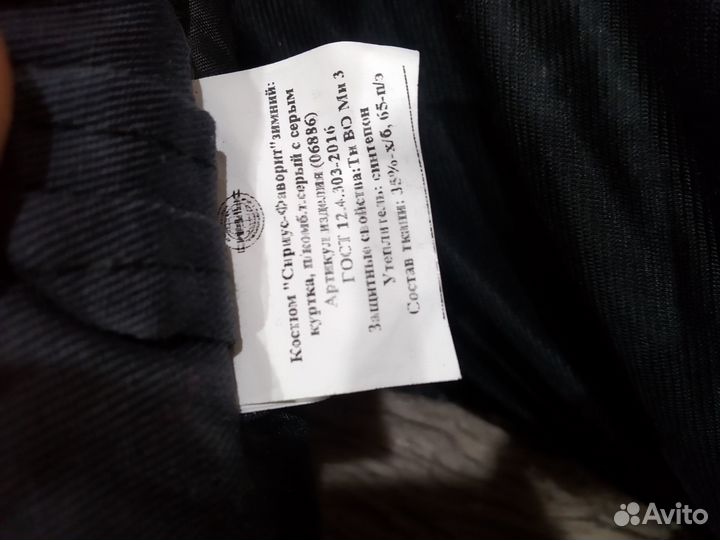 Костюм "Сириус-Фаворит"зимний:
куртка, п/комб.т.серый с серым
Артикул изделия (06886)
ГОСТ 12.4.303-2016
Защитные свойства:Тн ВО Ми З
Утеплитель: синтепон
Состав ткани: 35%-х/б, 65-п/э
Avito